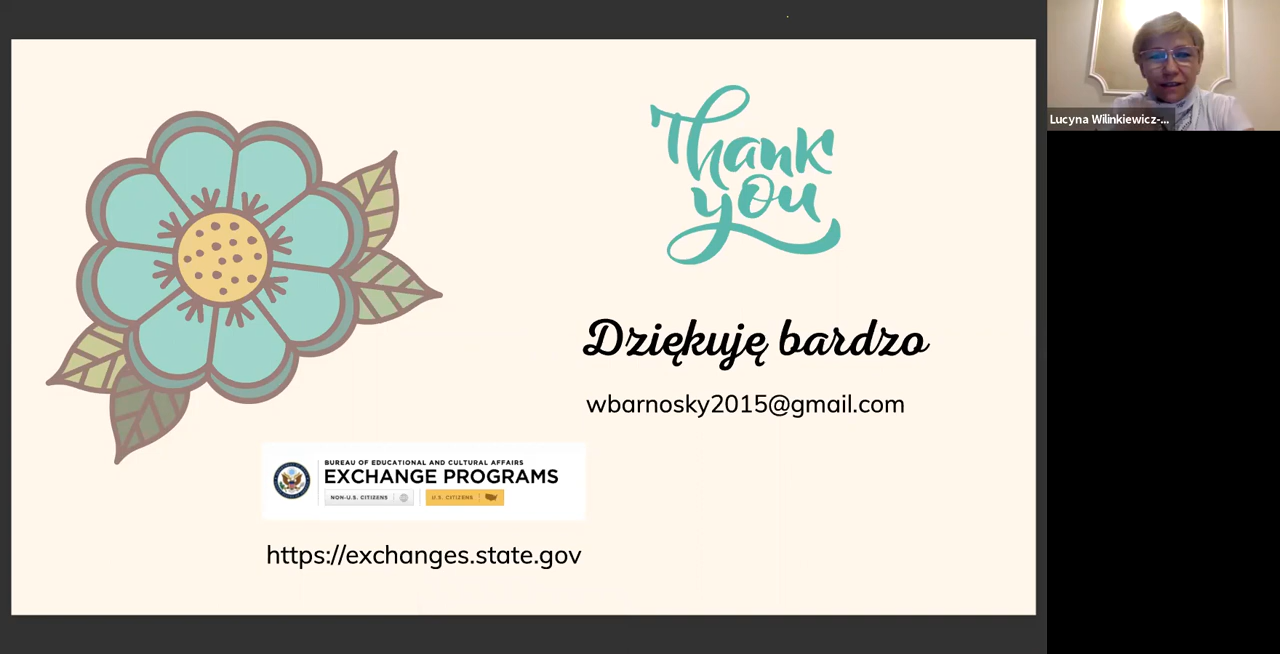 Thank
you
Dziękuję bardzo
wbarnosky2015@gmail.com
BUREAU OF EDUCATIONAL AND CULTURAL AFFAIRS
EXCHANGE PROGRAMS
NON-U.S. CITIZENS
U.S. CITIZENS
https://exchanges.state.gov
Lucyna Wilinkiewicz-...